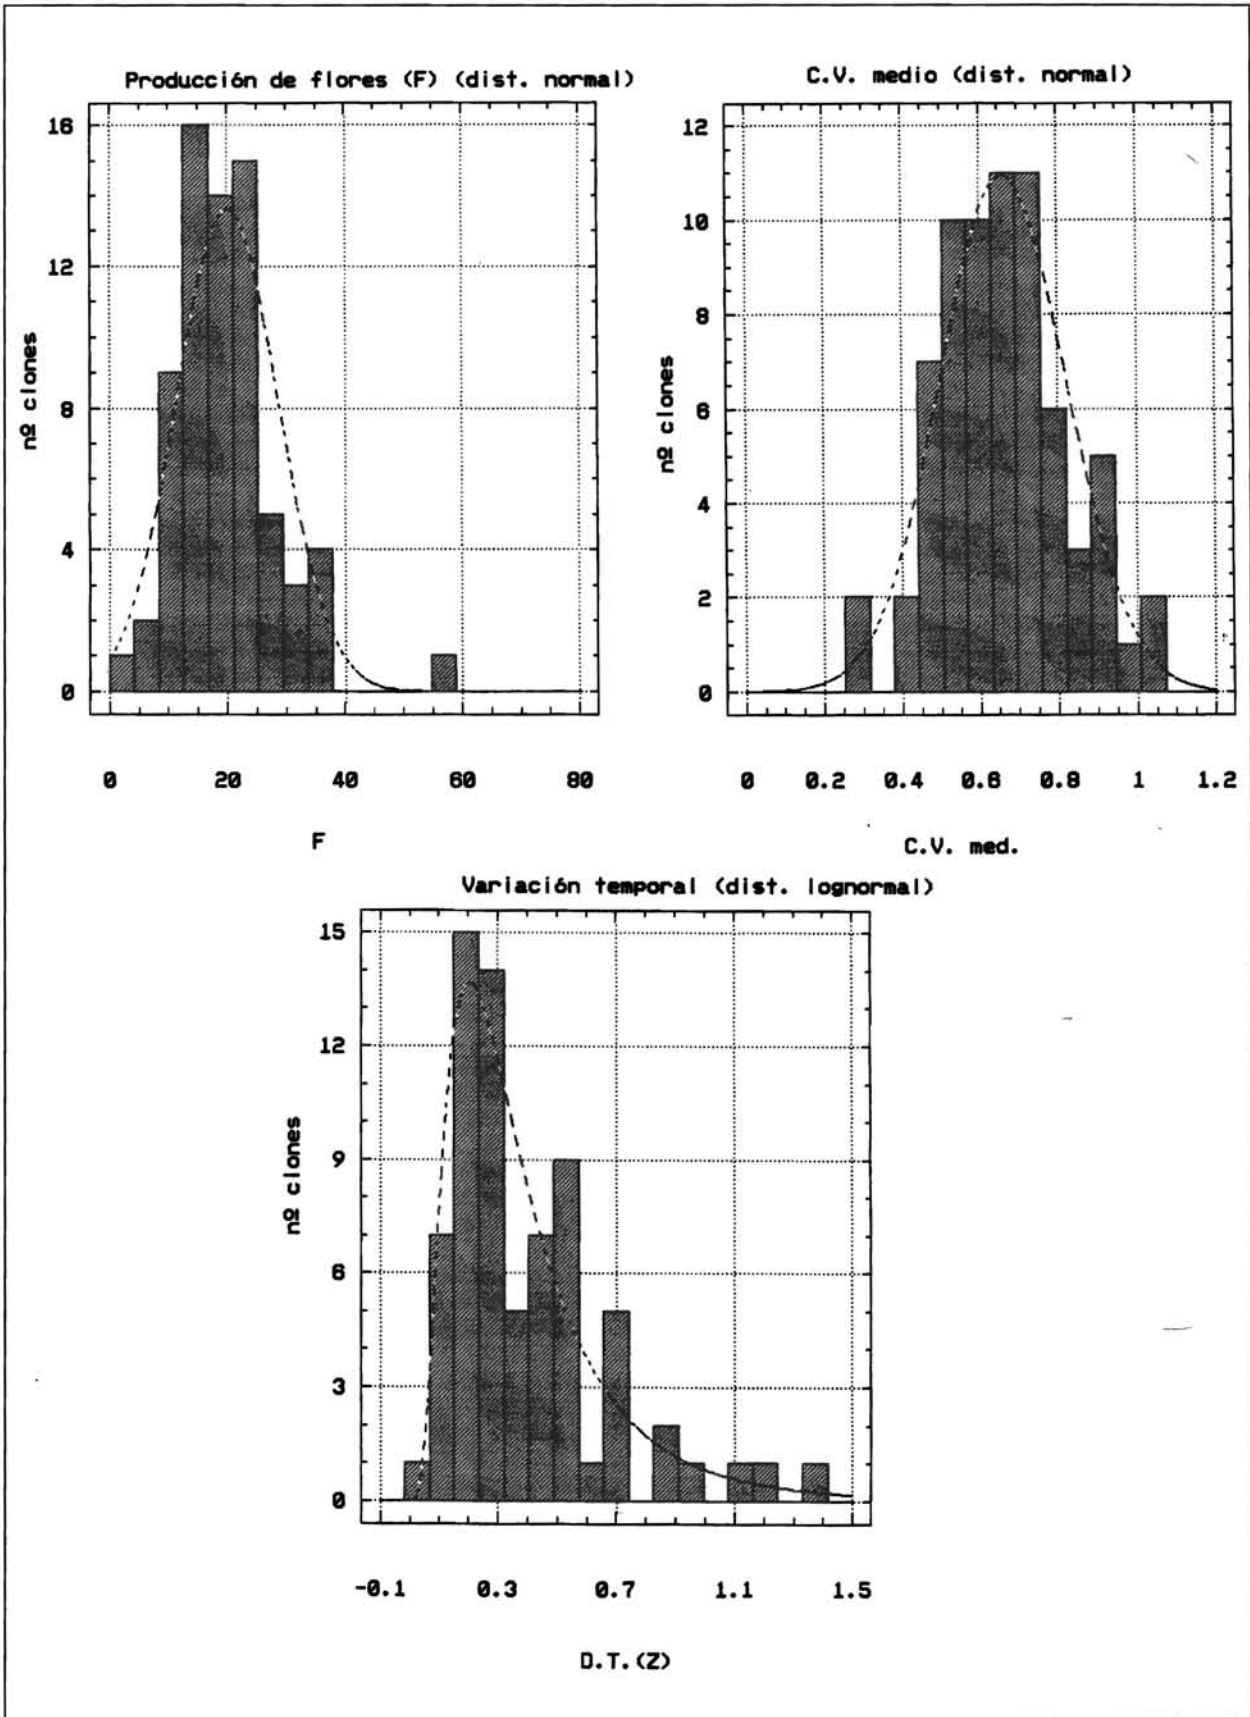 Producción de flores (F) (dist. normal)
16
12
8
4
0
nº clones
0 20 40 60 80
F
C.V. medio (dist. normal)
12
10
8
6
4
2
0
nº clones
0 0.2 0.4 0.6 0.8 1 1.2
C.V. med.
Variación temporal (dist. lognormal)
15
12
9
6
3
0
nº clones
-0.1 0.3 0.7 1.1 1.5
D.T.(Z)